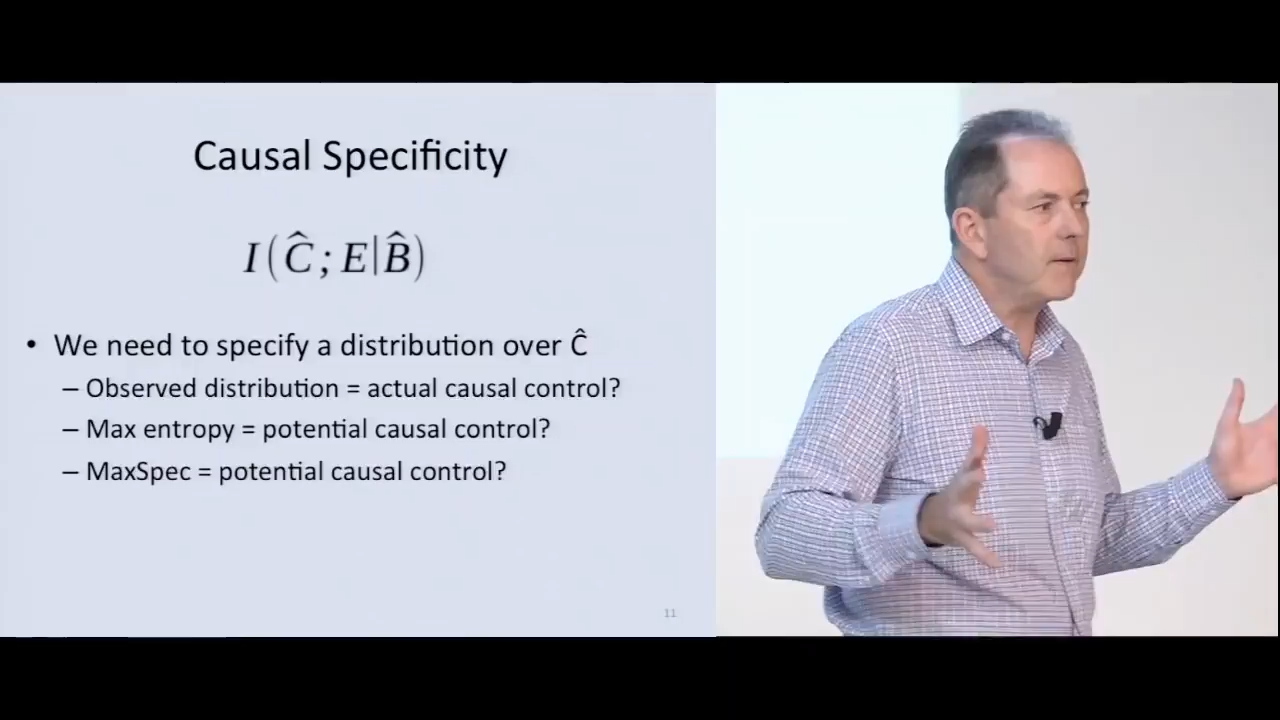 Causal Specificity
I(Ĉ;E|B̂)
• We need to specify a distribution over Ĉ
– Observed distribution = actual causal control?
– Max entropy = potential causal control?
– MaxSpec = potential causal control?
11